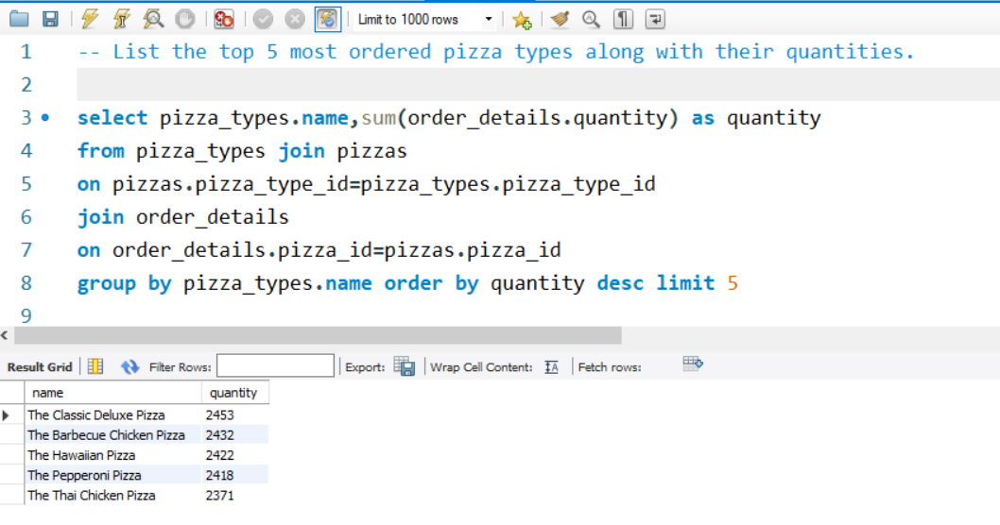 Limit to 1000 rows
1 -- List the top 5 most ordered pizza types along with their quantities.
2
3 select pizza_types.name,sum(order_details.quantity) as quantity
4 from pizza_types join pizzas
5 on pizzas.pizza_type_id=pizza_types.pizza_type_id
6 join order_details
7 on order_details.pizza_id=pizzas.pizza_id
8 group by pizza_types.name order by quantity desc limit 5
9
Result Grid Filter Rows: Export: Wrap Cell Content: IA Fetch rows:
name quantity
The Classic Deluxe Pizza 2453
The Barbecue Chicken Pizza 2432
The Hawaiian Pizza 2422
The Pepperoni Pizza 2418
The Thai Chicken Pizza 2371